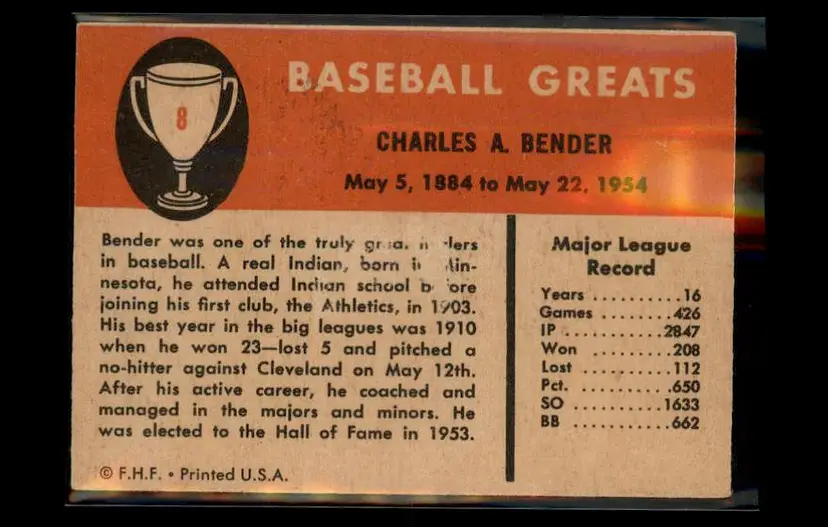 8
BASEBALL GREATS
CHARLES A. BENDER
May 5, 1884 to May 22, 1954
Bender was one of the truly
in baseball. A real Indian, born
nesota, he attended Indian school
joining his first club, the Athletics, in 1903.
His best year in the big leagues was 1910
when he won 23—lost 5 and pitched a
no-hitter against Cleveland on May 12th.
After his active career, he coached and
managed in the majors and minors. He
was elected to the Hall of Fame in 1953.
© F.H.F. • Printed U.S.A.
Major League
Record
Years ..........16
Games ........426
IP ............2847
Won .........208
Lost ..........112
Pct. ..........650
SO ..........1633
BB ...........662